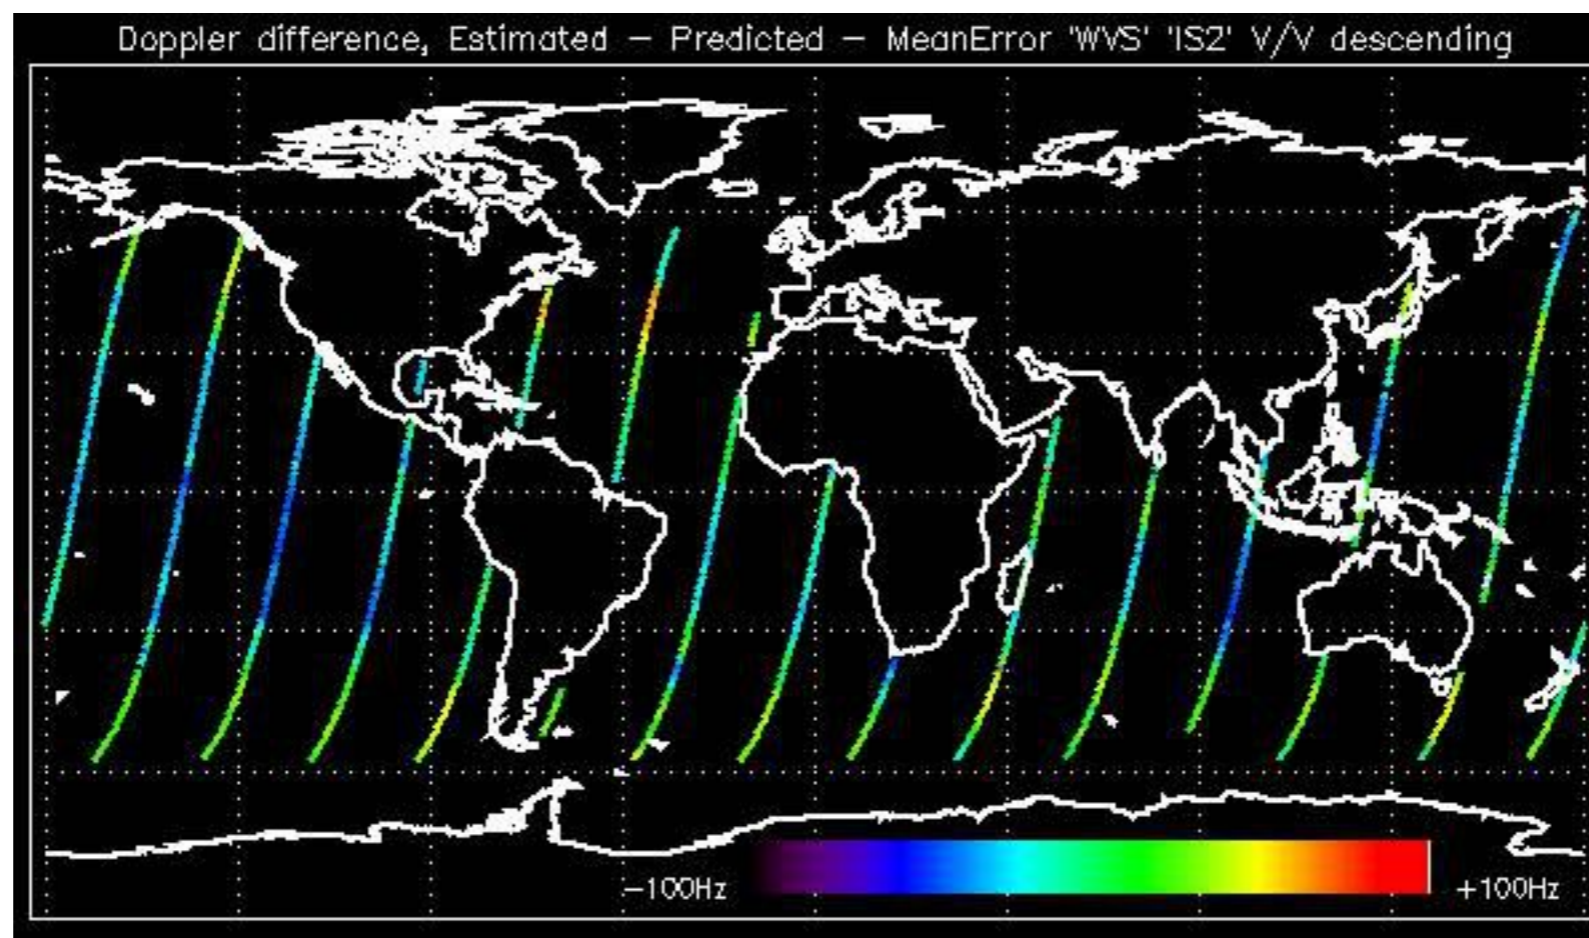 Doppler difference, Estimated – Predicted – MeanError 'WVS' 'IS2' V/V descending
-100Hz +100Hz